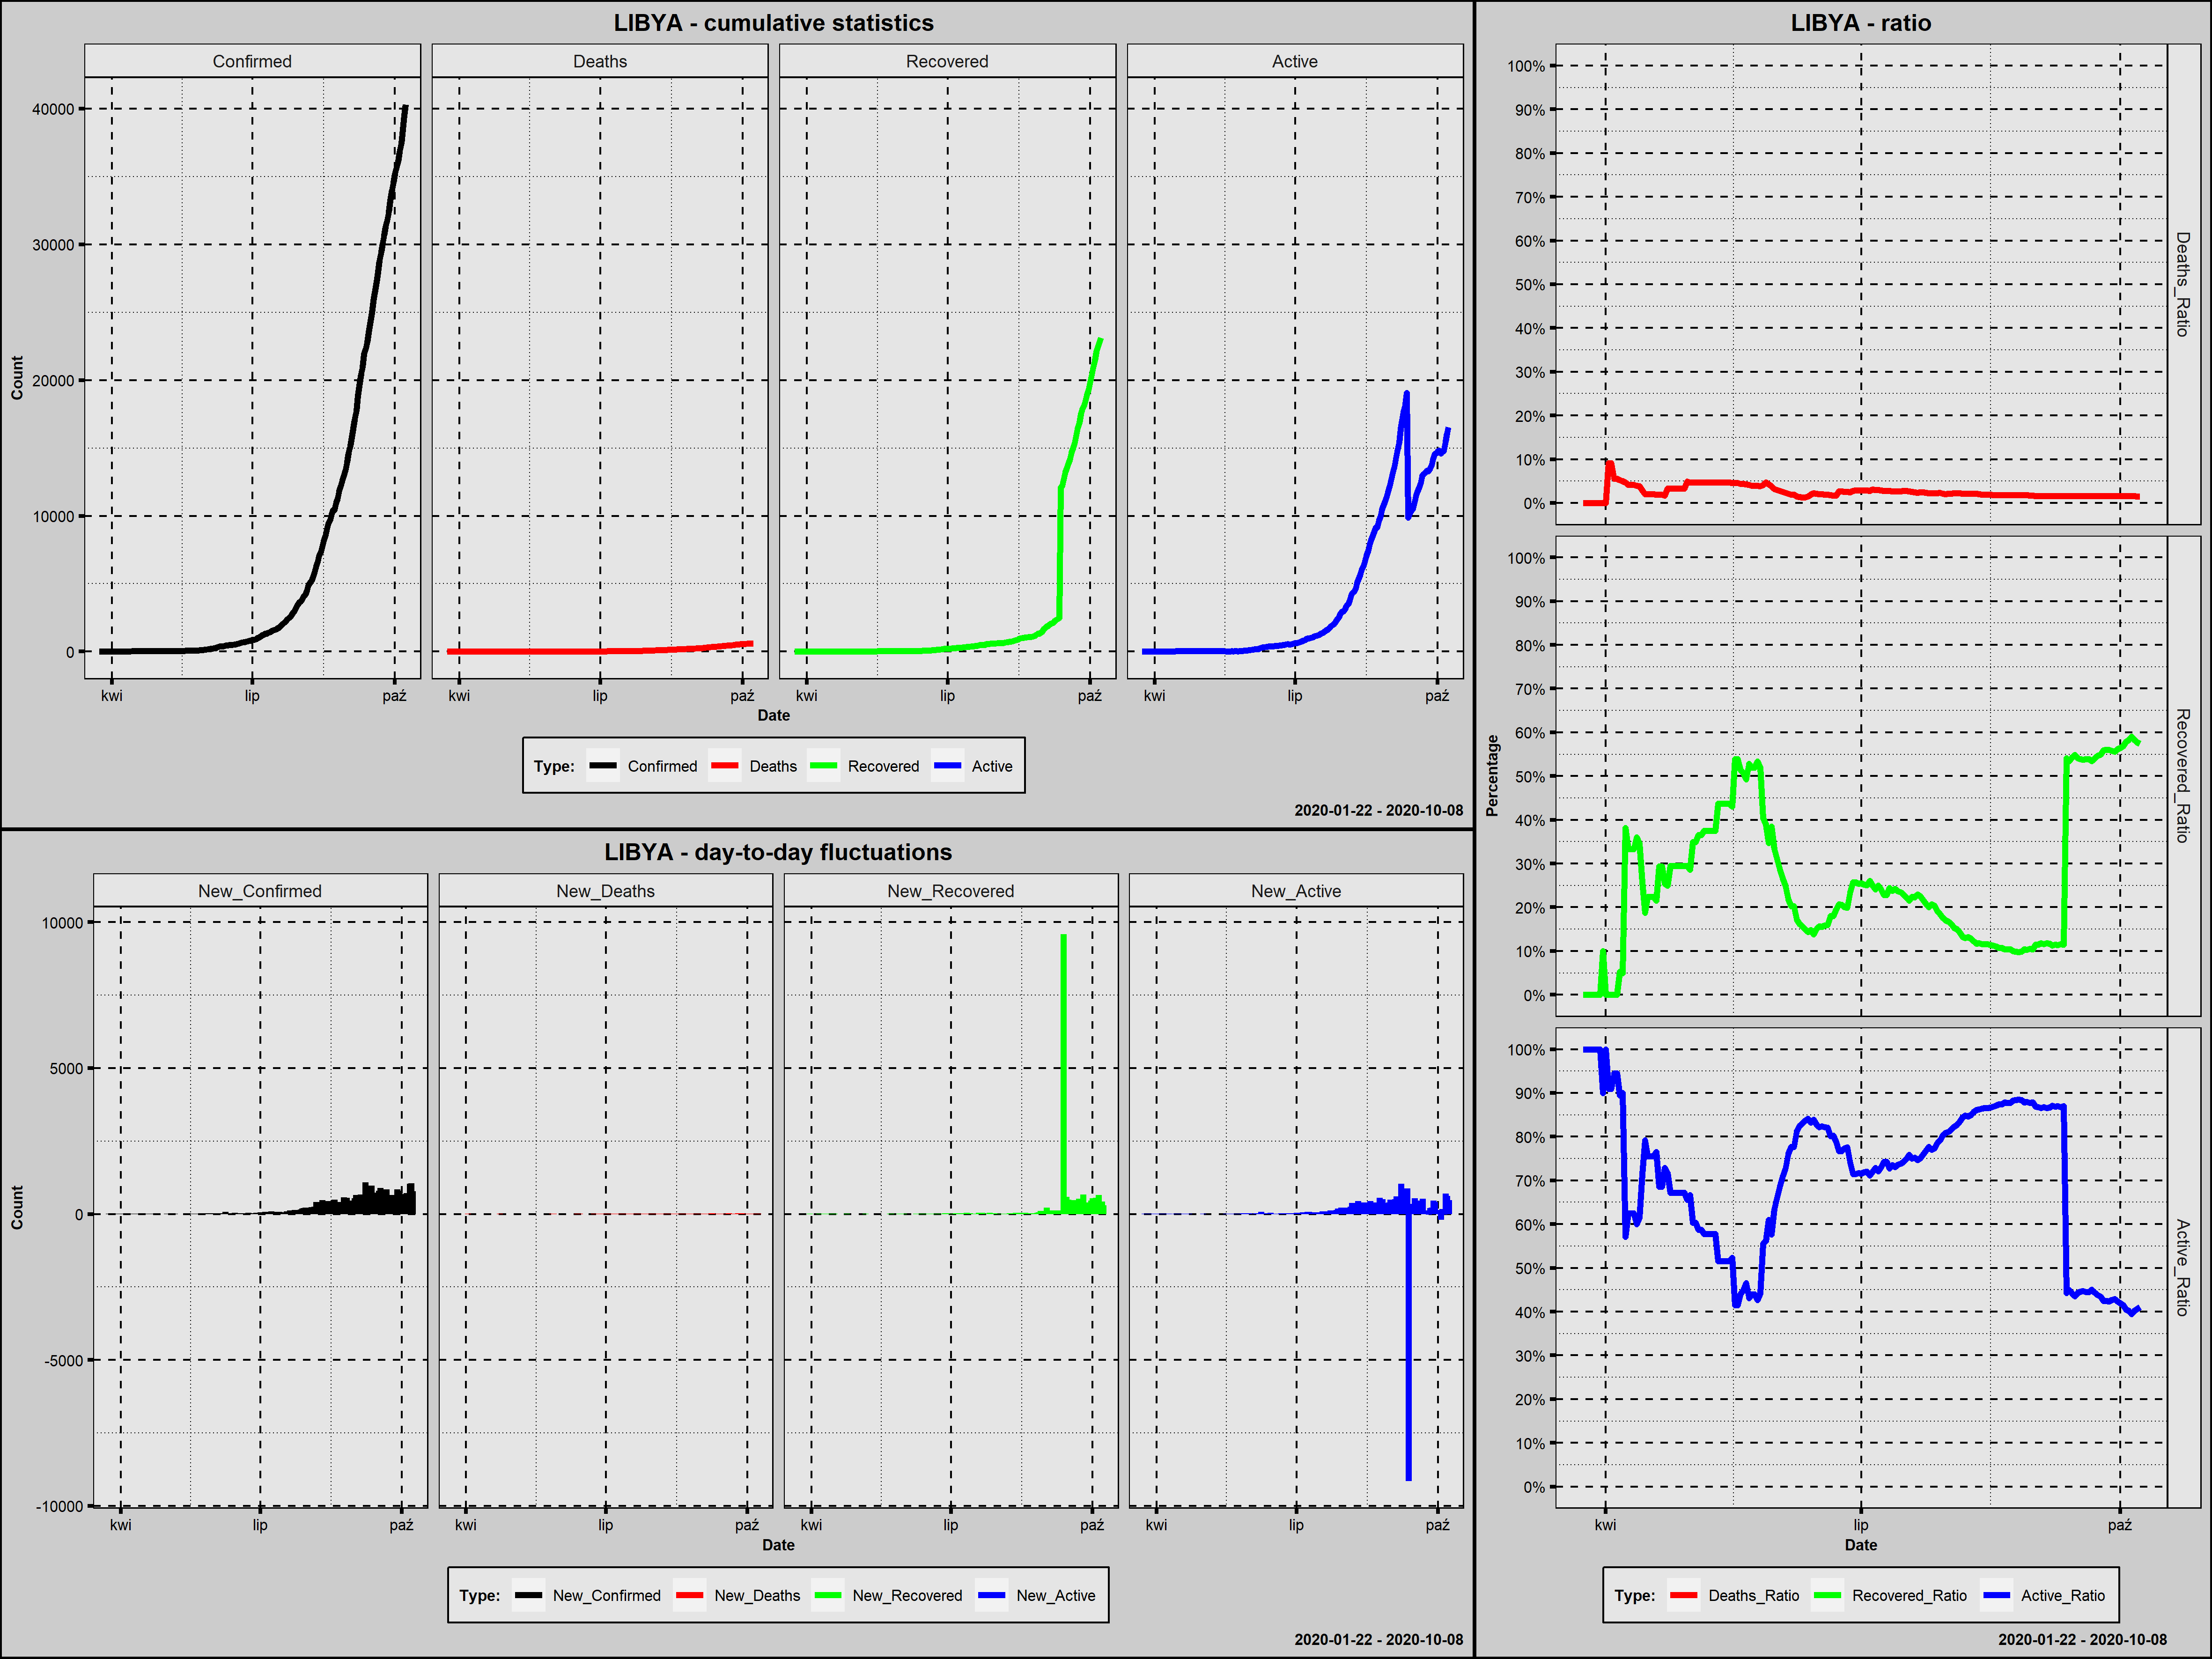 LIBYA - cumulative statistics
Confirmed Deaths Recovered Active
Count
40000
30000
20000
10000
0
kwi lip paź kwi lip paź kwi lip paź kwi lip paź
Date
Type: Confirmed Deaths Recovered Active
2020-01-22 - 2020-10-08
LIBYA - day-to-day fluctuations
New_Confirmed New_Deaths New_Recovered New_Active
Count
10000
5000
0
-5000
-10000
kwi lip paź kwi lip paź kwi lip paź kwi lip paź
Date
Type: New_Confirmed New_Deaths New_Recovered New_Active
2020-01-22 - 2020-10-08
LIBYA - ratio
Percentage
100%
90%
80%
70%
60%
50%
40%
30%
20%
10%
0%
Deaths_Ratio
100%
90%
80%
70%
60%
50%
40%
30%
20%
10%
0%
Recovered_Ratio
100%
90%
80%
70%
60%
50%
40%
30%
20%
10%
0%
Active_Ratio
kwi lip paź
Date
Type: Deaths_Ratio Recovered_Ratio Active_Ratio
2020-01-22 - 2020-10-08